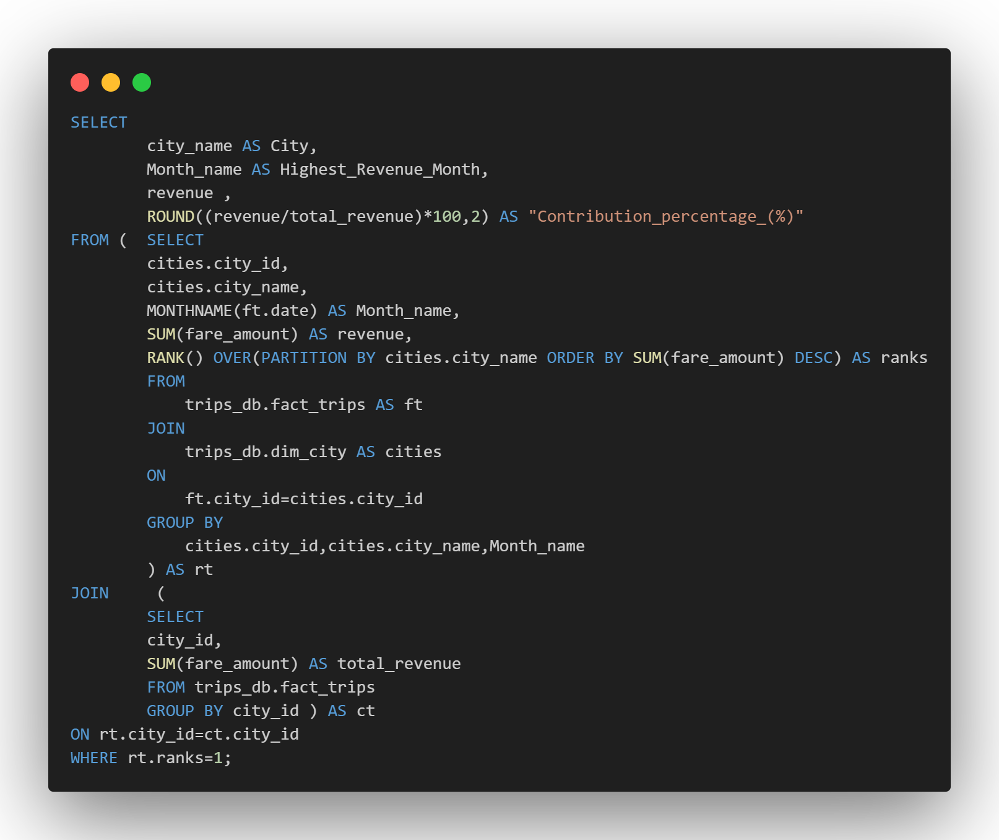 SELECT
        city_name AS City,
        Month_name AS Highest_Revenue_Month,
        revenue ,
        ROUND((revenue/total_revenue)*100,2) AS "Contribution_percentage_(%)"
FROM (  SELECT
        cities.city_id,
        cities.city_name,
        MONTHNAME(ft.date) AS Month_name,
        SUM(fare_amount) AS revenue,
        RANK() OVER(PARTITION BY cities.city_name ORDER BY SUM(fare_amount) DESC) AS ranks
        FROM
            trips_db.fact_trips AS ft
        JOIN
            trips_db.dim_city AS cities
        ON
            ft.city_id=cities.city_id
        GROUP BY
            cities.city_id,cities.city_name,Month_name
        ) AS rt
JOIN     (
        SELECT
        city_id,
        SUM(fare_amount) AS total_revenue
        FROM trips_db.fact_trips
        GROUP BY city_id ) AS ct
ON rt.city_id=ct.city_id
WHERE rt.ranks=1;